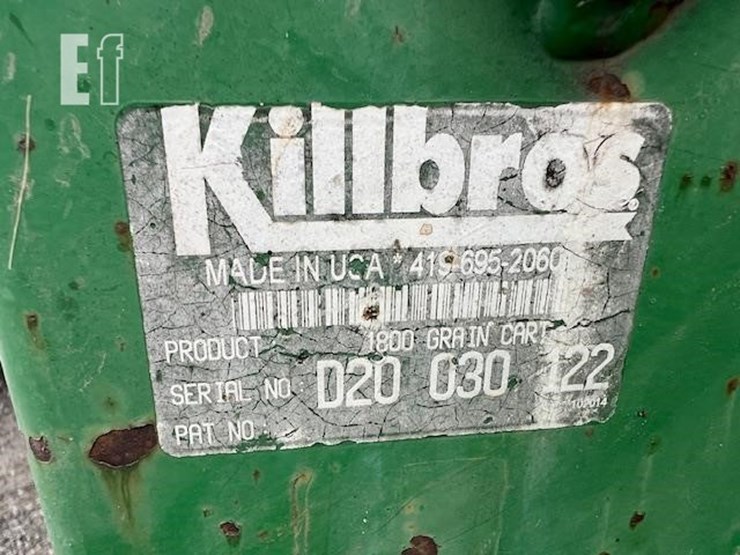 Ef
Killbros
MADE IN USA * 419-695-2060
PRODUCT 1800 GRAIN CART
SERIAL NO: D20 030 122
102014
PAT NO: